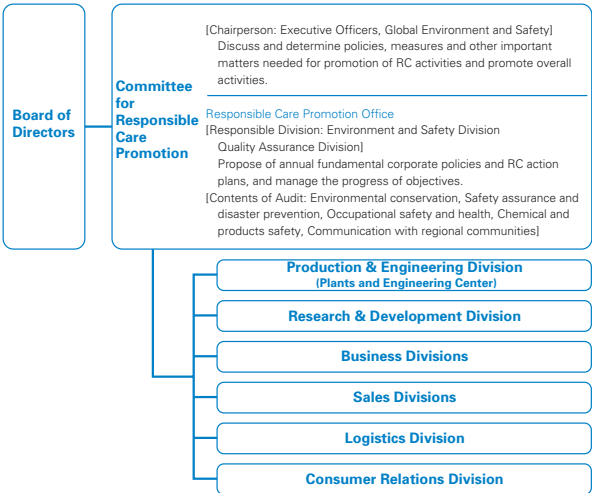 Board of
Directors
Committee
for
Responsible
Care
Promotion
[Chairperson: Executive Officers, Global Environment and Safety]
Discuss and determine policies, measures and other important
matters needed for promotion of RC activities and promote overall
activities.
Responsible Care Promotion Office
[Responsible Division: Environment and Safety Division
Quality Assurance Division]
Propose of annual fundamental corporate policies and RC action
plans, and manage the progress of objectives.
[Contents of Audit: Environmental conservation, Safety assurance and
disaster prevention, Occupational safety and health, Chemical and
products safety, Communication with regional communities]
Production & Engineering Division
(Plants and Engineering Center)
Research & Development Division
Business Divisions
Sales Divisions
Logistics Division
Consumer Relations Division